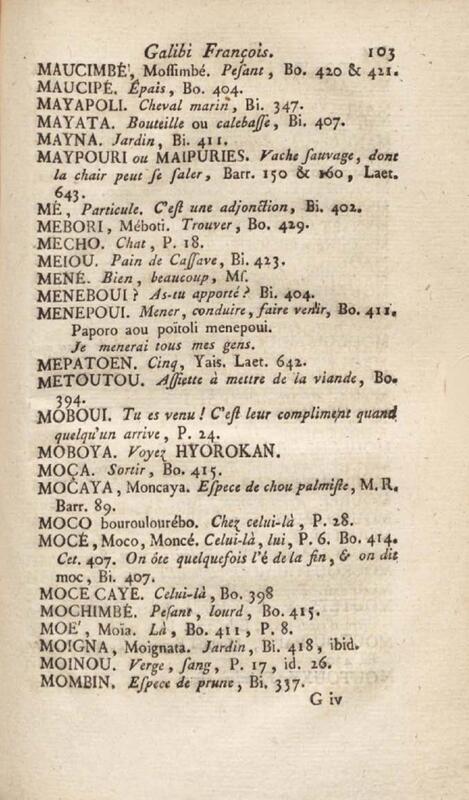 Galibi François. 103
MAUCIMBÉ, Moſſimbé. Peſant, Bo. 420 & 421.
MAUCIPÉ. Épais, Bo. 404.
MAYAPOLI. Cheval marin, Bi. 347.
MAYATA. Bouteille ou calebaſſe, Bi. 407.
MAYNA. Jardin, Bi. 411.
MAYPOURI ou MAIPURIES. Vache ſauvage, dont
la chair peut ſe ſaler, Barr. 150 & 160, Laet.
643.
MÉ, Particule. C'eſt une adjonction, Bi. 402.
MEBORI, Méboti. Trouver, Bo. 429.
MECHO. Chat, P. 18.
MEIOU. Pain de Caſſave, Bi. 423.
MENÉ. Bien, beaucoup, Mſ.
MENEBOUI? As-tu apporté? Bi. 404.
MENEPOUI. Mener, conduire, faire venir, Bo. 411.
Paporo aou poïtoli menepoui.
Je menerai tous mes gens.
MEPATOEN. Cinq, Yais. Laet. 642.
METOUTOU. Aſſiette à mettre de la viande, Bo.
394.
MOBOUI. Tu es venu! C'eſt leur compliment quand
quelqu'un arrive, P. 24.
MOBOYA. Voyez HYOROKAN.
MOCA. Sortir, Bo. 415.
MOCAYA, Moncaya. Eſpece de chou palmiſte, M. R.
Barr. 89.
MOCO bouroulourébo. Chez celui-là, P. 28.
MOCÉ, Moco, Moncé. Celui-là, lui, P. 6. Bo. 414.
Cet. 407. On ôte quelquefois l'é de la fin, & on dit
moc, Bi. 407.
MOCE CAYE. Celui-là, Bo. 398
MOCHIMBÉ. Peſant, lourd, Bo. 415.
MOE', Moïa. Là, Bo. 411, P. 8.
MOIGNA, Moignata. Jardin, Bi. 418, ibid.
MOINOU. Verge, ſang, P. 17, id. 26.
MOMBIN. Eſpece de prune, Bi. 337.
G iv